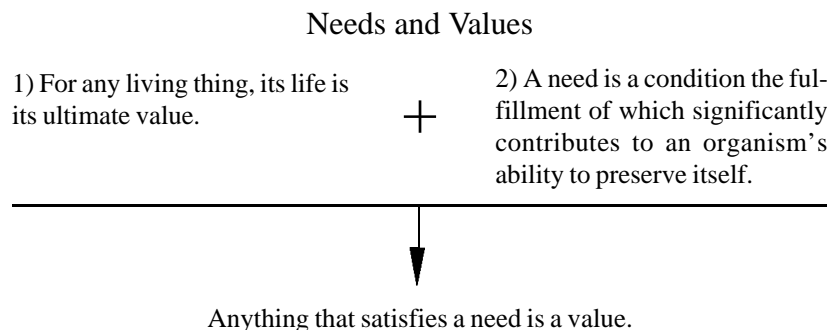 Needs and Values
1) For any living thing, its life is
its ultimate value.
+
2) A need is a condition the ful-
fillment of which significantly
contributes to an organism's
ability to preserve itself.
Anything that satisfies a need is a value.